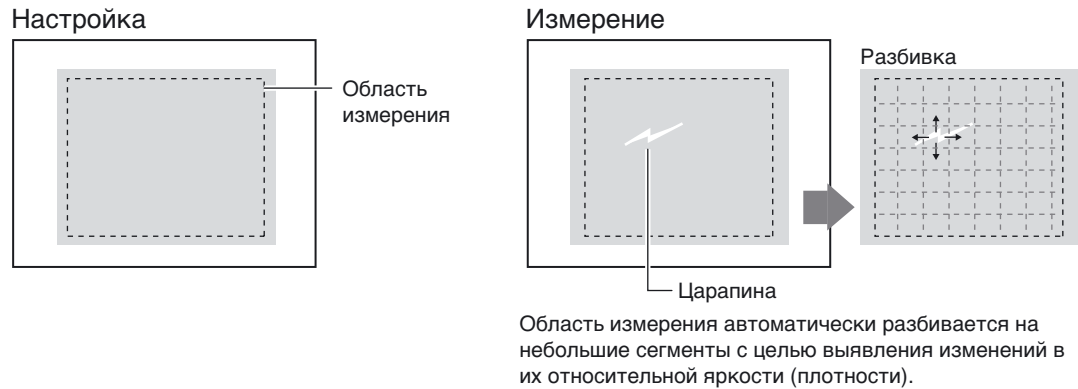 Настройка
Область
измерения
Измерение
Разбивка
Царапина
Область измерения автоматически разбивается на
небольшие сегменты с целью выявления изменений в
их относительной яркости (плотности).